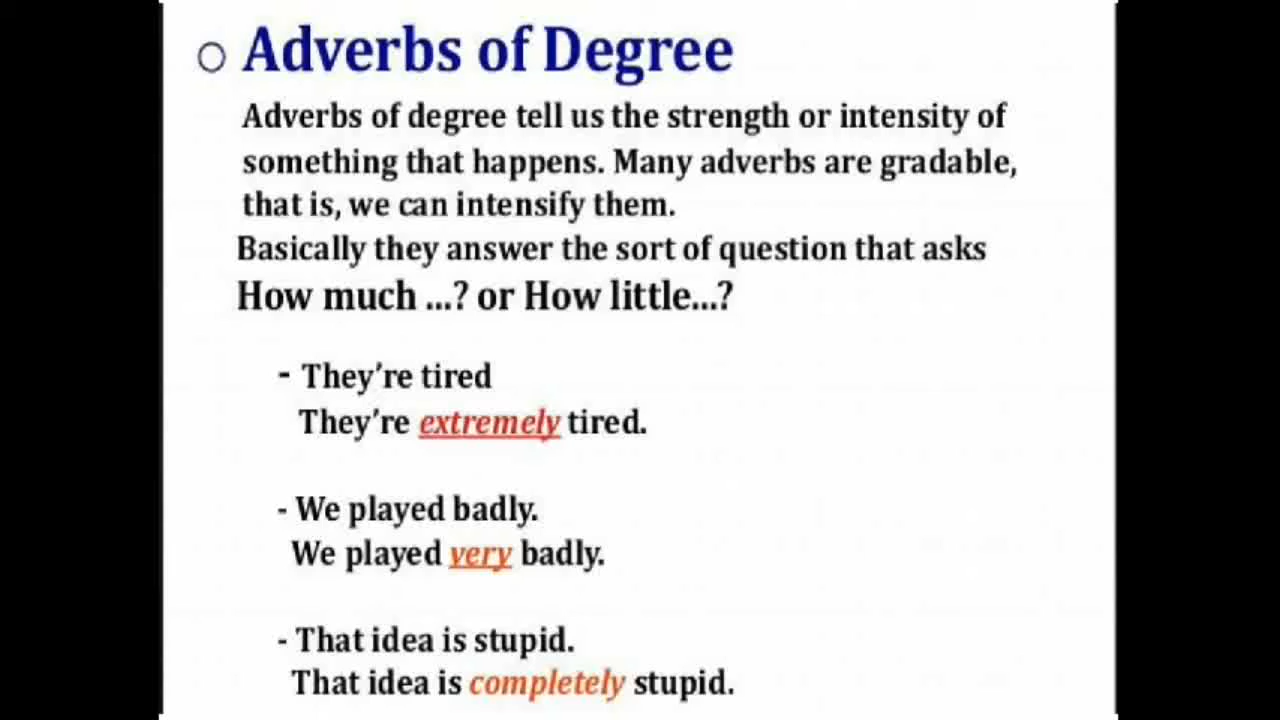 ○ Adverbs of Degree
Adverbs of degree tell us the strength or intensity of
something that happens. Many adverbs are gradable,
that is, we can intensify them.
Basically they answer the sort of question that asks
How much ...? or How little...?
- They’re tired
They’re extremely tired.
- We played badly.
We played very badly.
- That idea is stupid.
That idea is completely stupid.